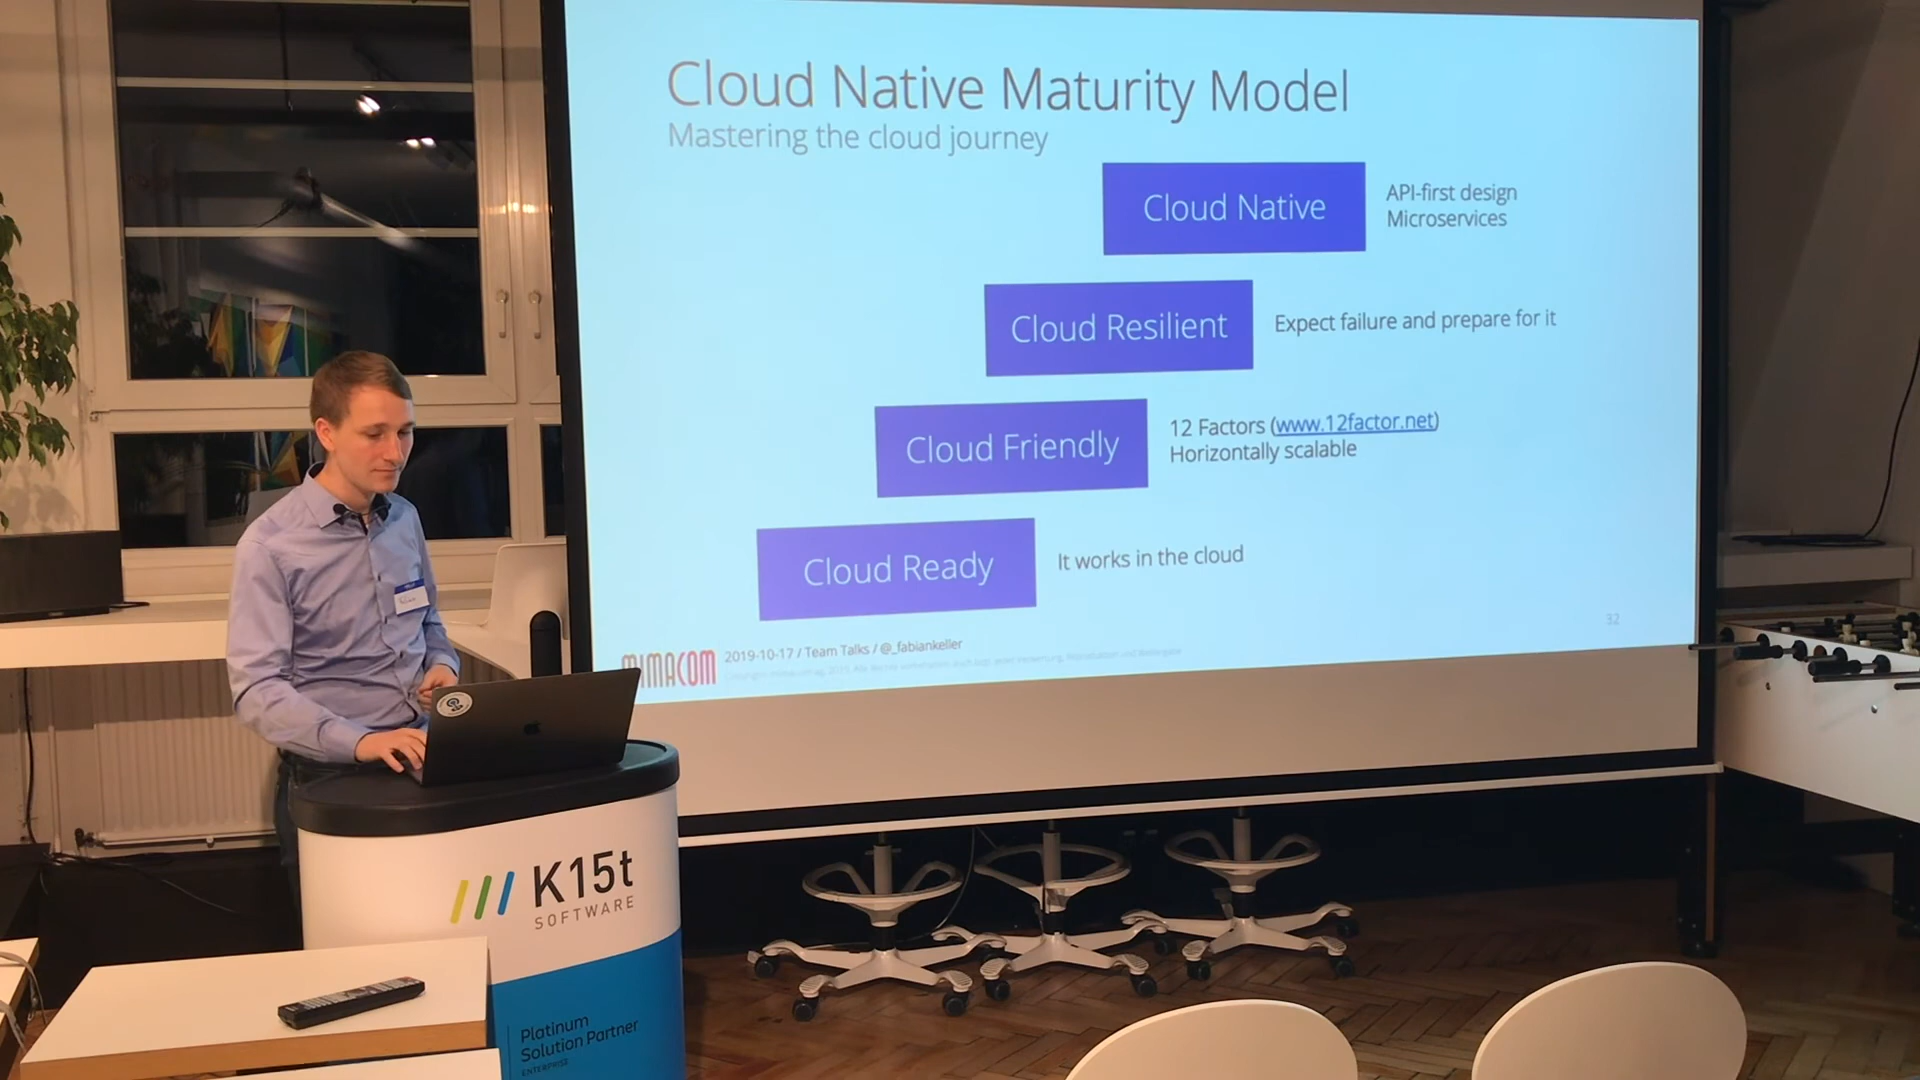 Cloud Native Maturity Model
Mastering the cloud journey
Cloud Native
API-first design
Microservices
Cloud Resilient
Expect failure and prepare for it
Cloud Friendly
12 Factors (www.12factor.net)
Horizontally scalable
Cloud Ready
It works in the cloud
32
MIMACOM
2019-10-17 / Team Talks / @_fabiankeller
K15t
SOFTWARE
Platinum
Solution Partner
ENTERPRISE